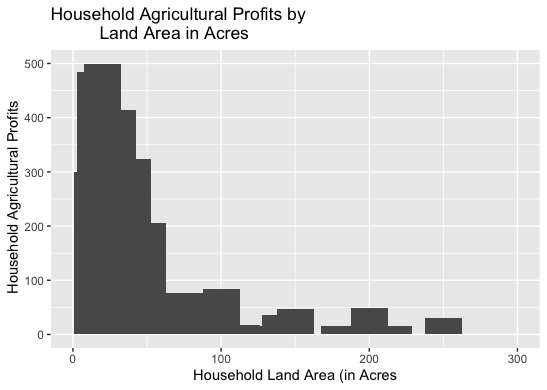 Household Agricultural Profits by
Land Area in Acres
Household Agricultural Profits
500
400
300
200
100
0
0 100 200 300
Household Land Area (in Acres